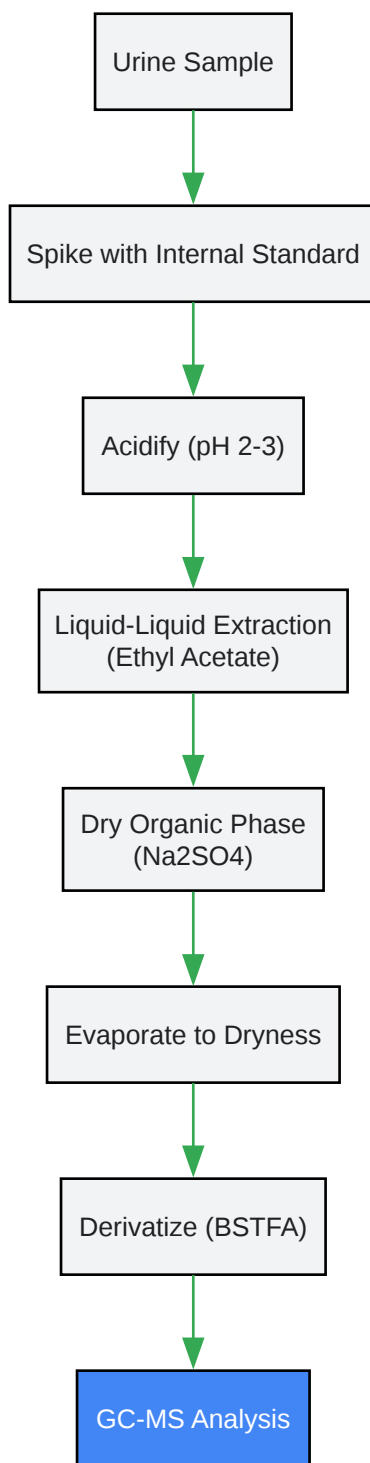 Urine Sample
Spike with Internal Standard
Acidify (pH 2-3)
Liquid-Liquid Extraction
(Ethyl Acetate)
Dry Organic Phase
(Na2SO4)
Evaporate to Dryness
Derivatize (BSTFA)
GC-MS Analysis